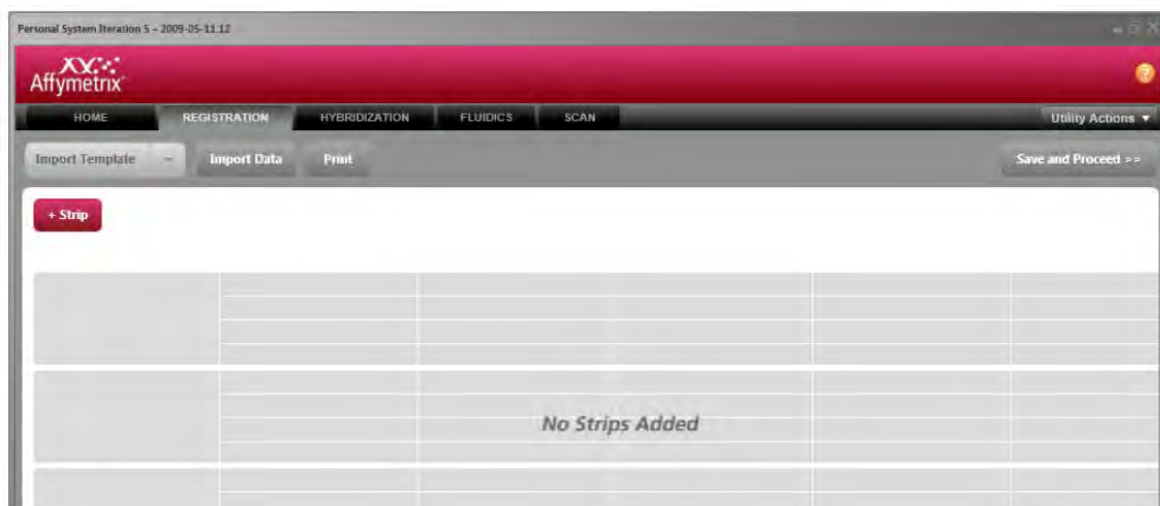 Personal System Iteration 5 - 2009-05-11.12
Affymetrix
?
HOME REGISTRATION HYBRIDIZATION FLUIDICS SCAN Utility Actions
Import Template Import Data Print Save and Proceed >>
+ Strip
No Strips Added